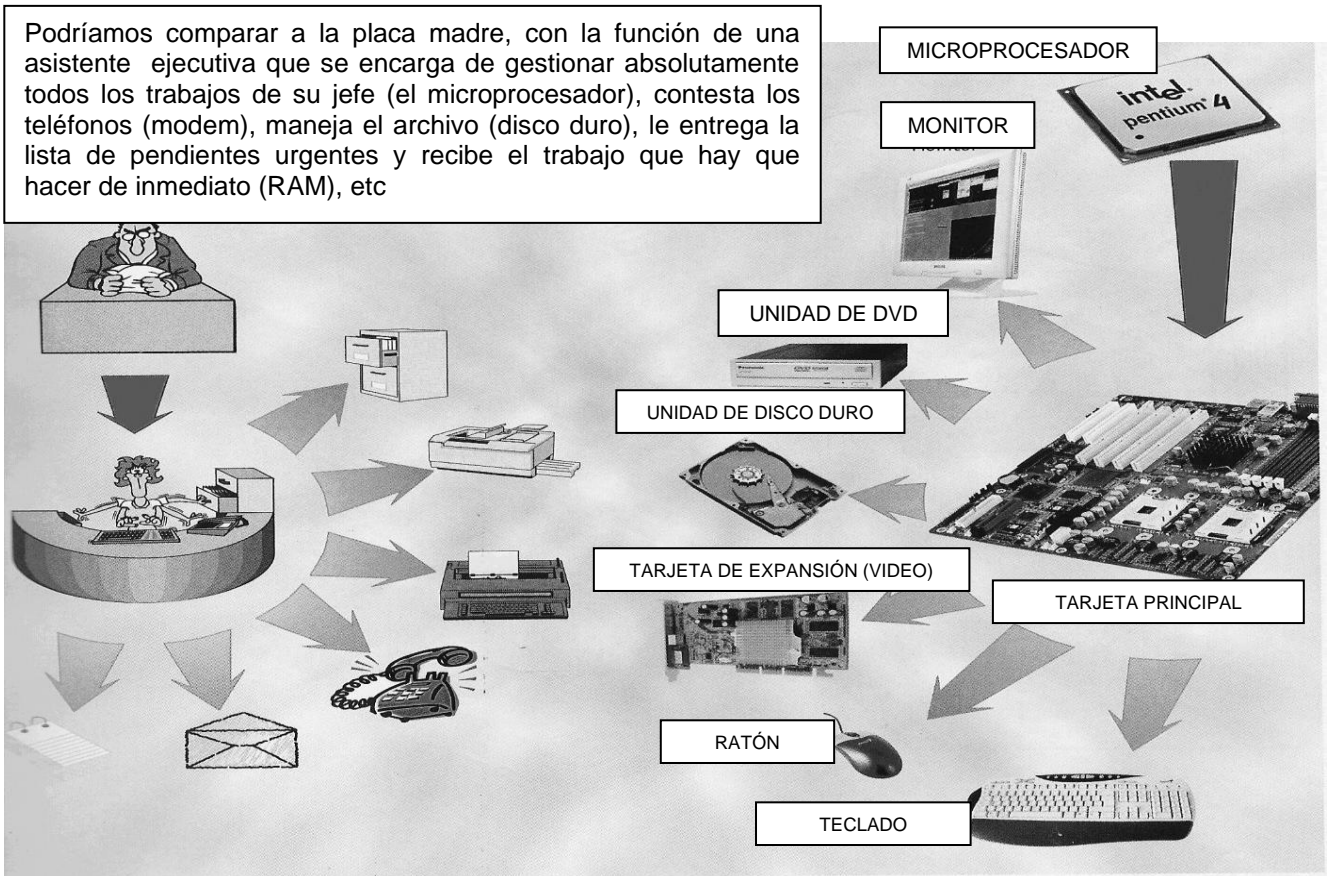 Podríamos comparar a la placa madre, con la función de una
asistente ejecutiva que se encarga de gestionar absolutamente
todos los trabajos de su jefe (el microprocesador), contesta los
teléfonos (modem), maneja el archivo (disco duro), le entrega la
lista de pendientes urgentes y recibe el trabajo que hay que
hacer de inmediato (RAM), etc
MICROPROCESADOR
intel.
pentium 4
MONITOR
UNIDAD DE DVD
UNIDAD DE DISCO DURO
TARJETA DE EXPANSIÓN (VIDEO)
TARJETA PRINCIPAL
RATÓN
TECLADO